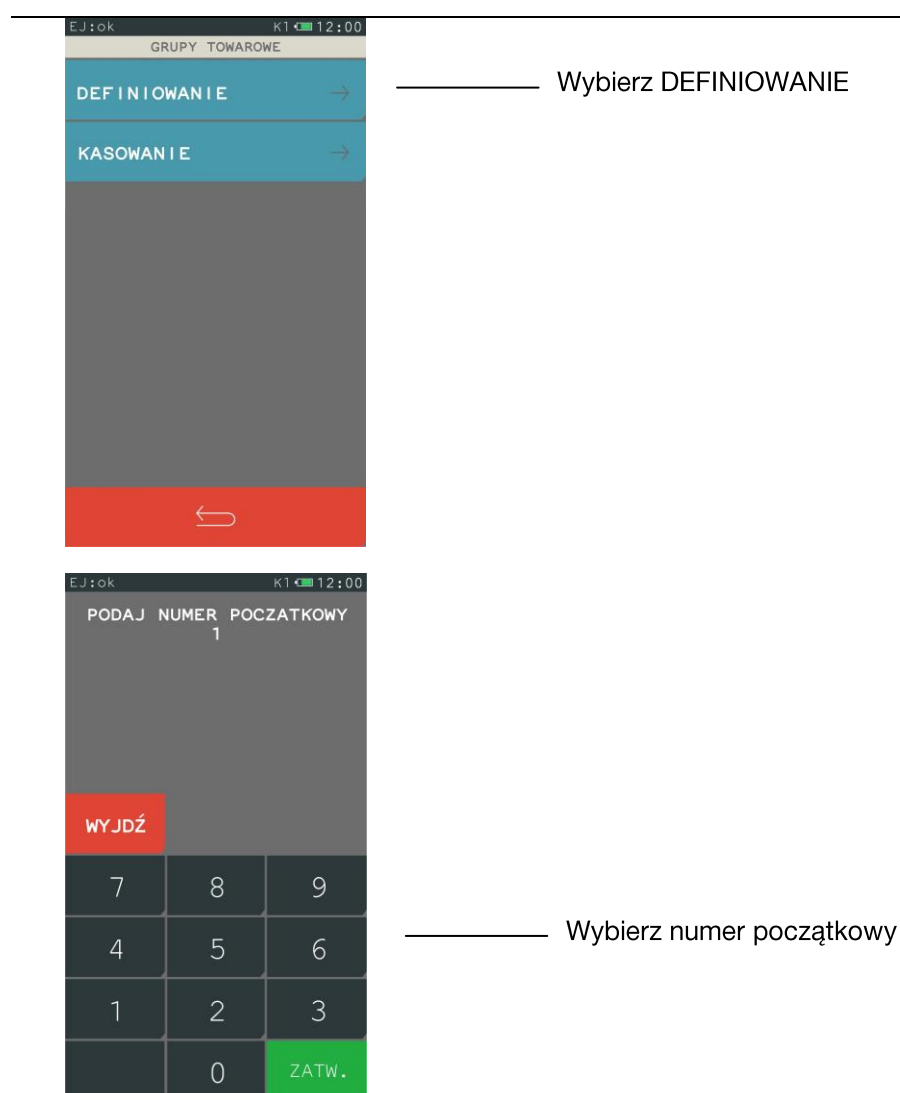 EJ:ok K1 12:00
GRUPY TOWAROWE
DEFINIOWANIE
Wybierz DEFINIOWANIE
KASOWANIE
EJ:ok K1 12:00
PODAJ NUMER POCZATKOWY
1
WYJDŹ
7 8 9
4 5 6
Wybierz numer początkowy
1 2 3
0 ZATW.